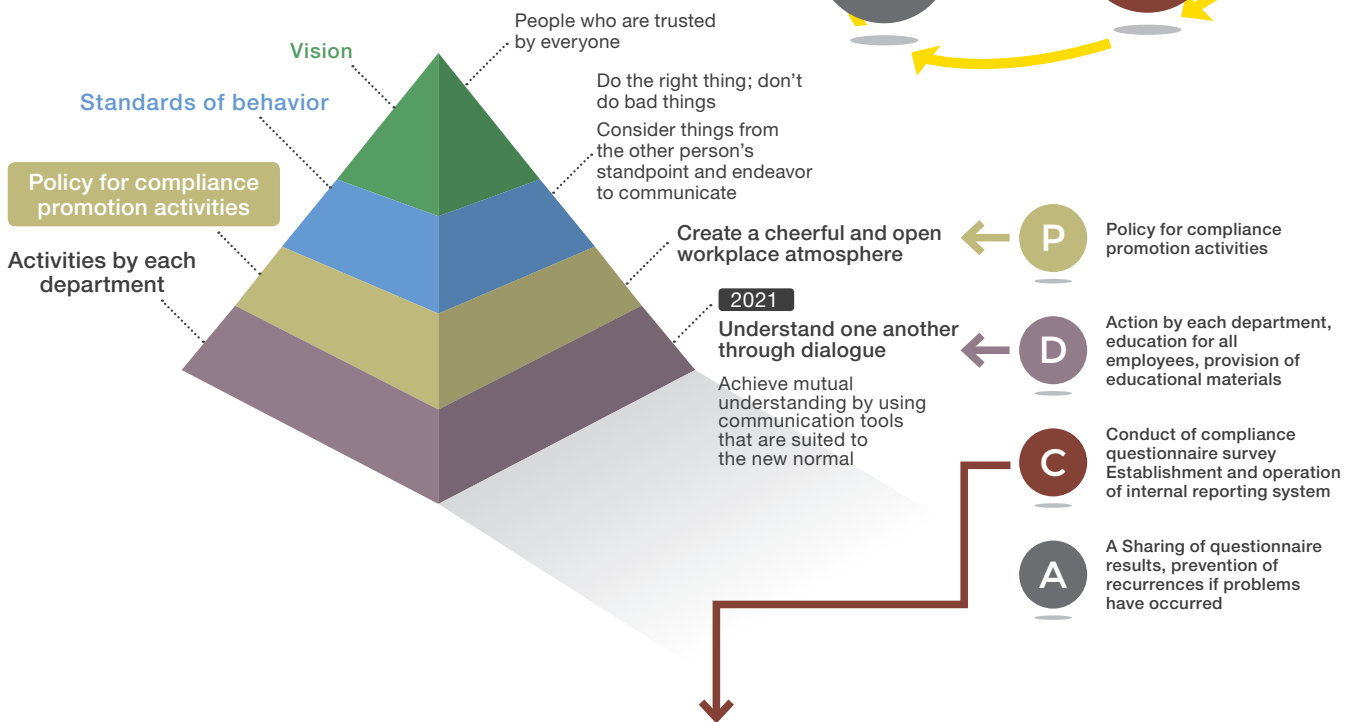 People who are trusted
by everyone
Vision
Do the right thing; don't
do bad things
Standards of behavior
Consider things from
the other person's
standpoint and endeavor
to communicate
Policy for compliance
promotion activities
Create a cheerful and open
workplace atmosphere
Activities by each
department
2021
Understand one another
through dialogue
Achieve mutual
understanding by using
communication tools
that are suited to
the new normal
P
Policy for compliance
promotion activities
D
Action by each department,
education for all
employees, provision of
educational materials
C
Conduct of compliance
questionnaire survey
Establishment and operation
of internal reporting system
A
A Sharing of questionnaire
results, prevention of
recurrences if problems
have occurred